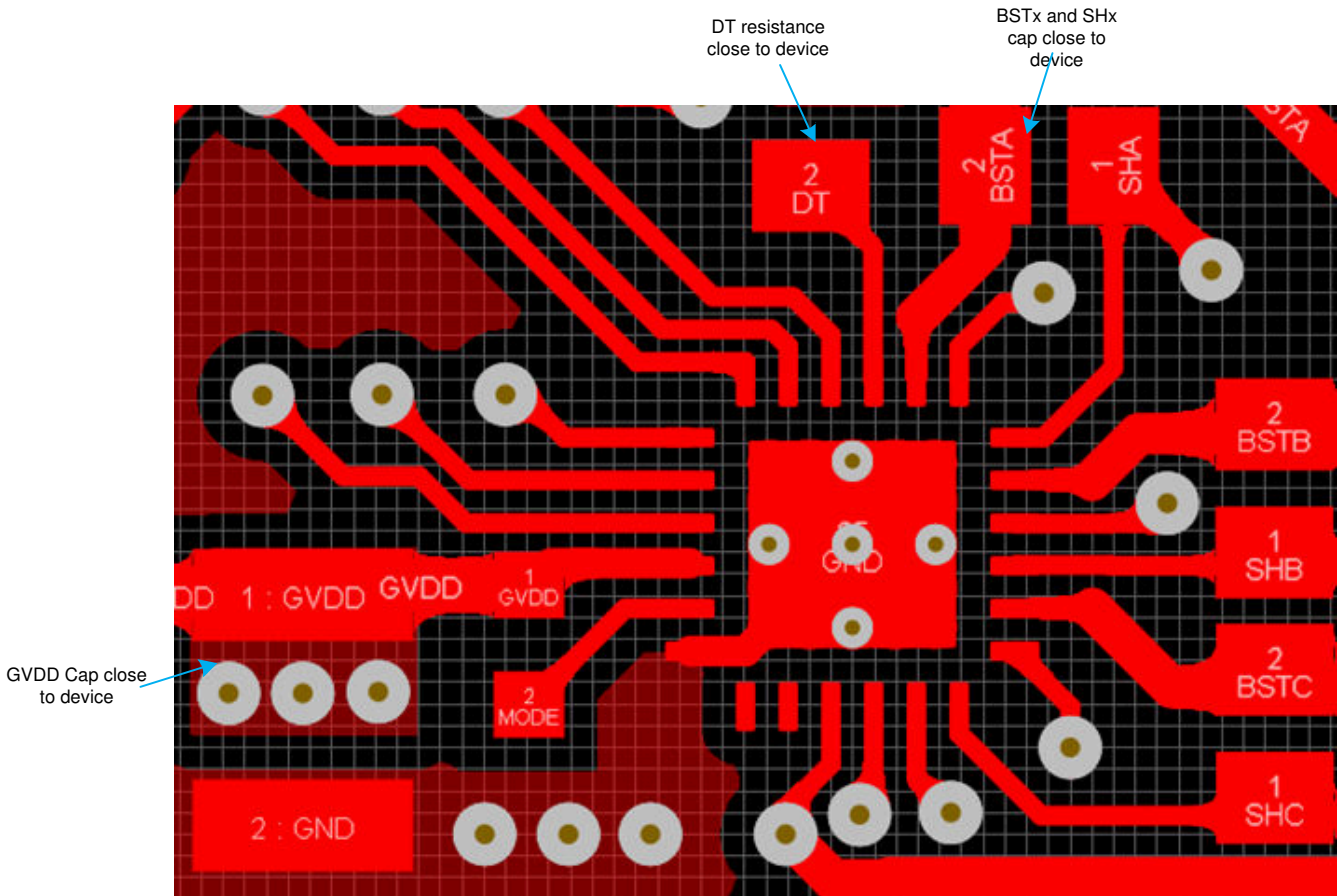 DT resistance
close to device
BSTx and SHx
cap close to
device
2
DT
2
BSTA
1
SHA
STA
2
BSTB
1
SHB
GND
DD
1 : GVDD
GVDD
1
GVDD
GVDD Cap close
to device
2
MODE
2
BSTC
1
SHC
2 : GND